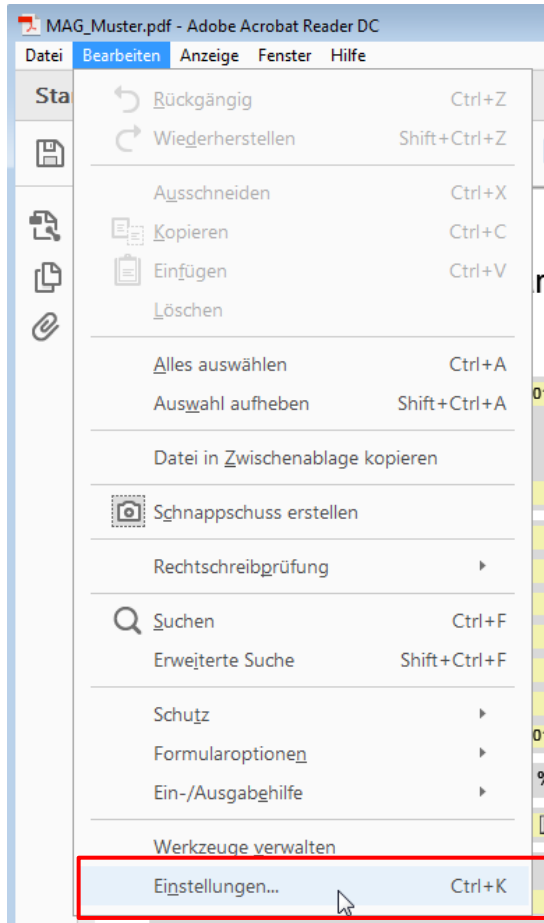 MAG_Muster.pdf - Adobe Acrobat Reader DC
Datei Bearbeiten Anzeige Fenster Hilfe
Rückgängig Ctrl+Z
Wiederherstellen Shift+Ctrl+Z
Ausschneiden Ctrl+X
Kopieren Ctrl+C
Einfügen Ctrl+V
Löschen
Alles auswählen Ctrl+A
Auswahl aufheben Shift+Ctrl+A
Datei in Zwischenablage kopieren
Schnappschuss erstellen
Rechtschreibprüfung
Suchen Ctrl+F
Erweiterte Suche Shift+Ctrl+F
Schutz
Formularoptionen
Ein-/Ausgabehilfe
Werkzeuge verwalten
Einstellungen... Ctrl+K